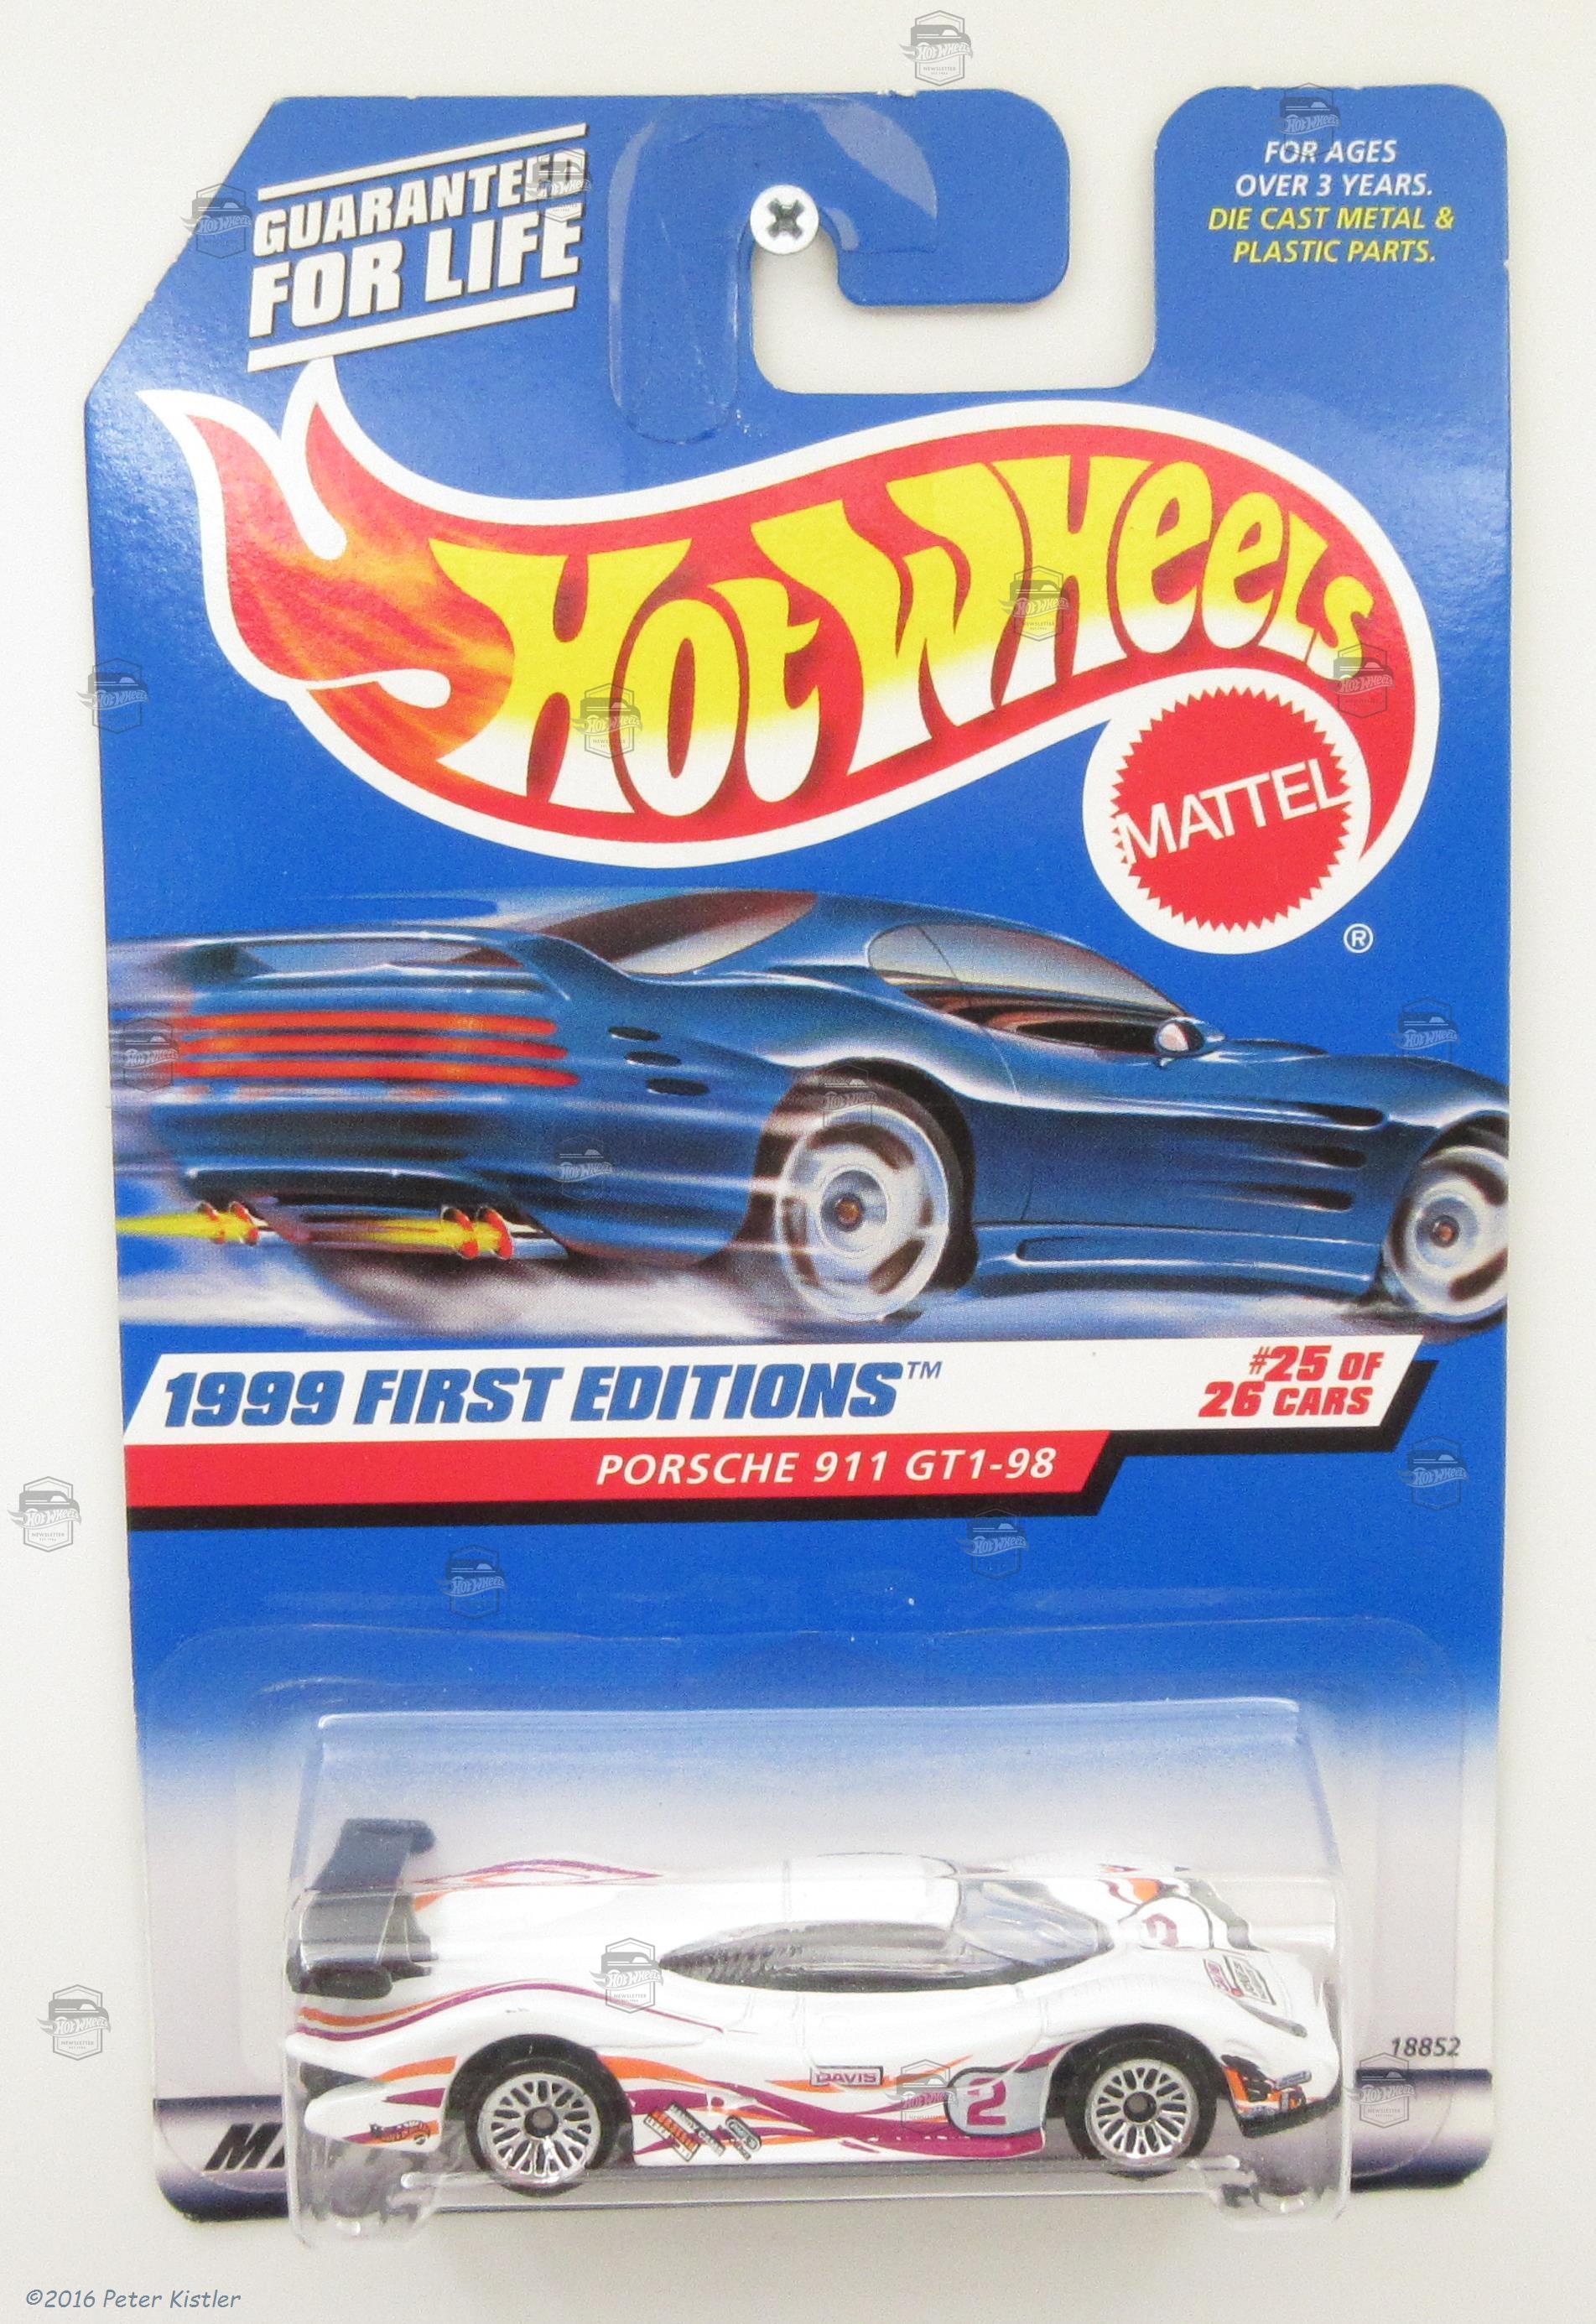 GUARANTEED
FOR LIFE
FOR AGES
OVER 3 YEARS.
DIE CAST METAL &
PLASTIC PARTS.
HOT WHEELS
MATTEL
®
1999 FIRST EDITIONS™
#25 OF
26 CARS
PORSCHE 911 GT1-98
18852
DAVIS
2
©2016 Peter Kistler